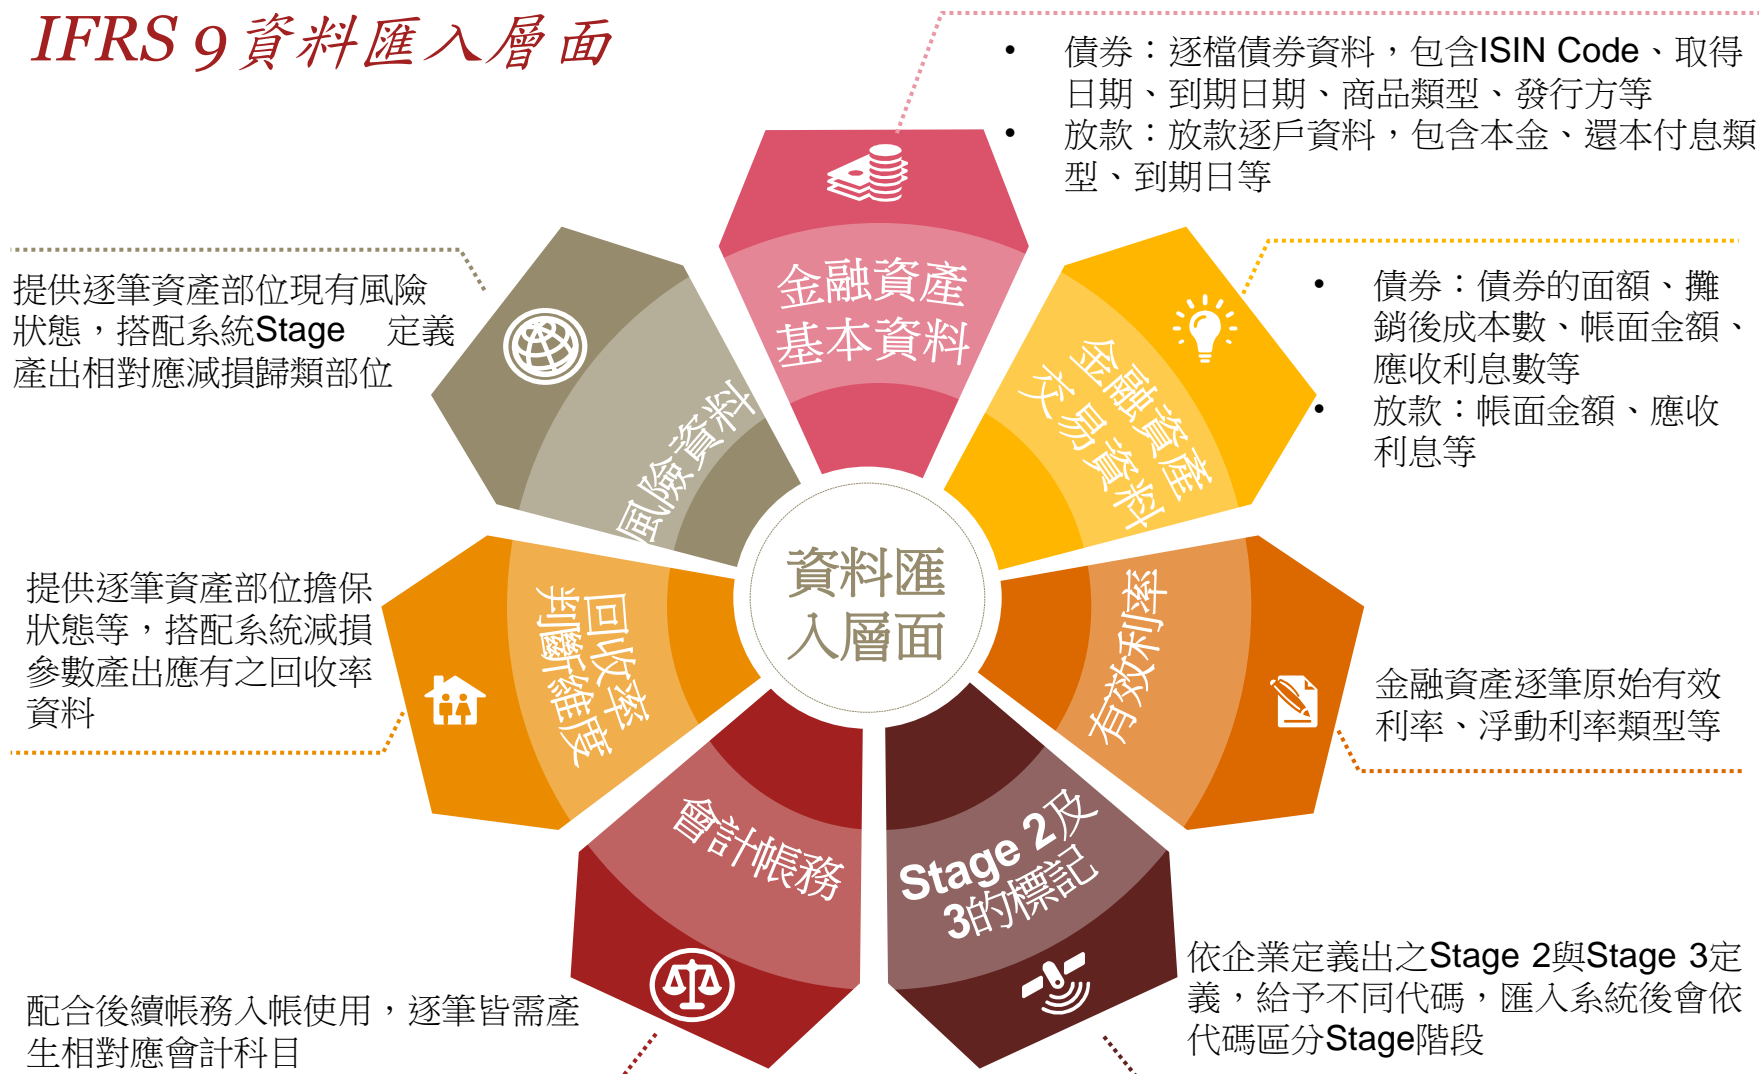 IFRS 9資料匯入層面
• 債券：逐檔債券資料，包含ISIN Code、取得
日期、到期日期、商品類型、發行方等
• 放款：放款逐戶資料，包含本金、還本付息類
型、到期日等
金融資產
基本資料
• 債券：債券的面額、攤
銷後成本數、帳面金額、
應收利息數等
• 放款：帳面金額、應收
利息等
金融資產
交易資料
金融資產逐筆原始有效
利率、浮動利率類型等
有效利率
依企業定義出之Stage 2與Stage 3定
義，給予不同代碼，匯入系統後會依
代碼區分Stage階段
Stage 2及
3的標記
配合後續帳務入帳使用，逐筆皆需產
生相對應會計科目
會計帳務
提供逐筆資產部位擔保
狀態等，搭配系統減損
參數產出應有之回收率
資料
回收率
判斷維度
提供逐筆資產部位現有風險
狀態，搭配系統Stage 定義
產出相對應減損歸類部位
風險資料
資料匯
入層面